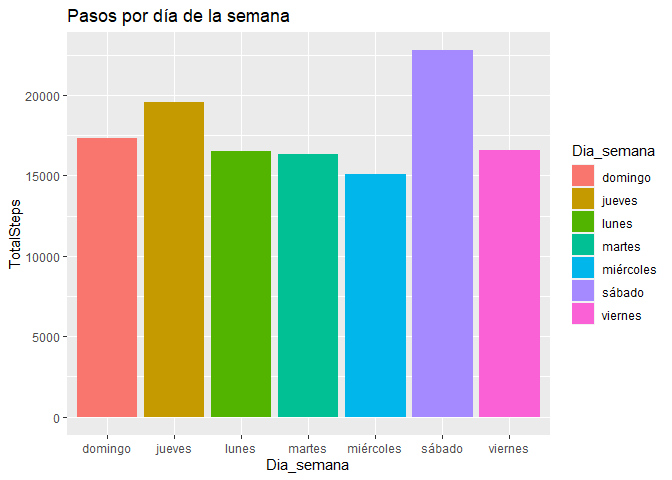 Pasos por día de la semana
TotalSteps
20000
15000
10000
5000
0
domingo jueves lunes martes miércoles sábado viernes
Dia_semana
Dia_semana
domingo
jueves
lunes
martes
miércoles
sábado
viernes